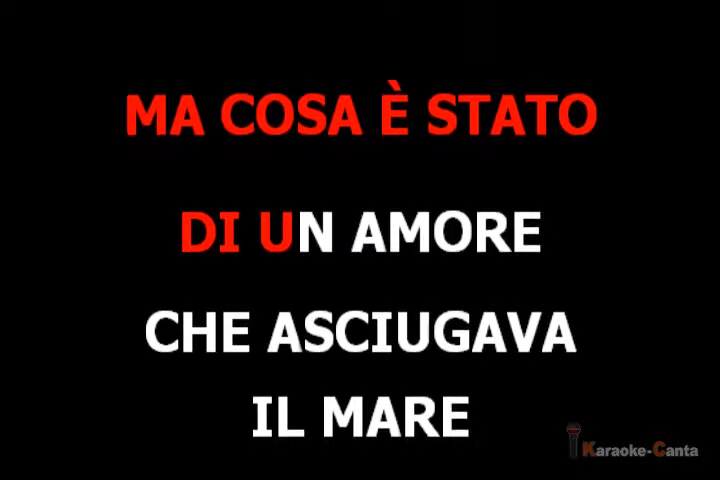 MA COSA È STATO
DI UN AMORE
CHE ASCIUGAVA
IL MARE
Karaoke-Canta